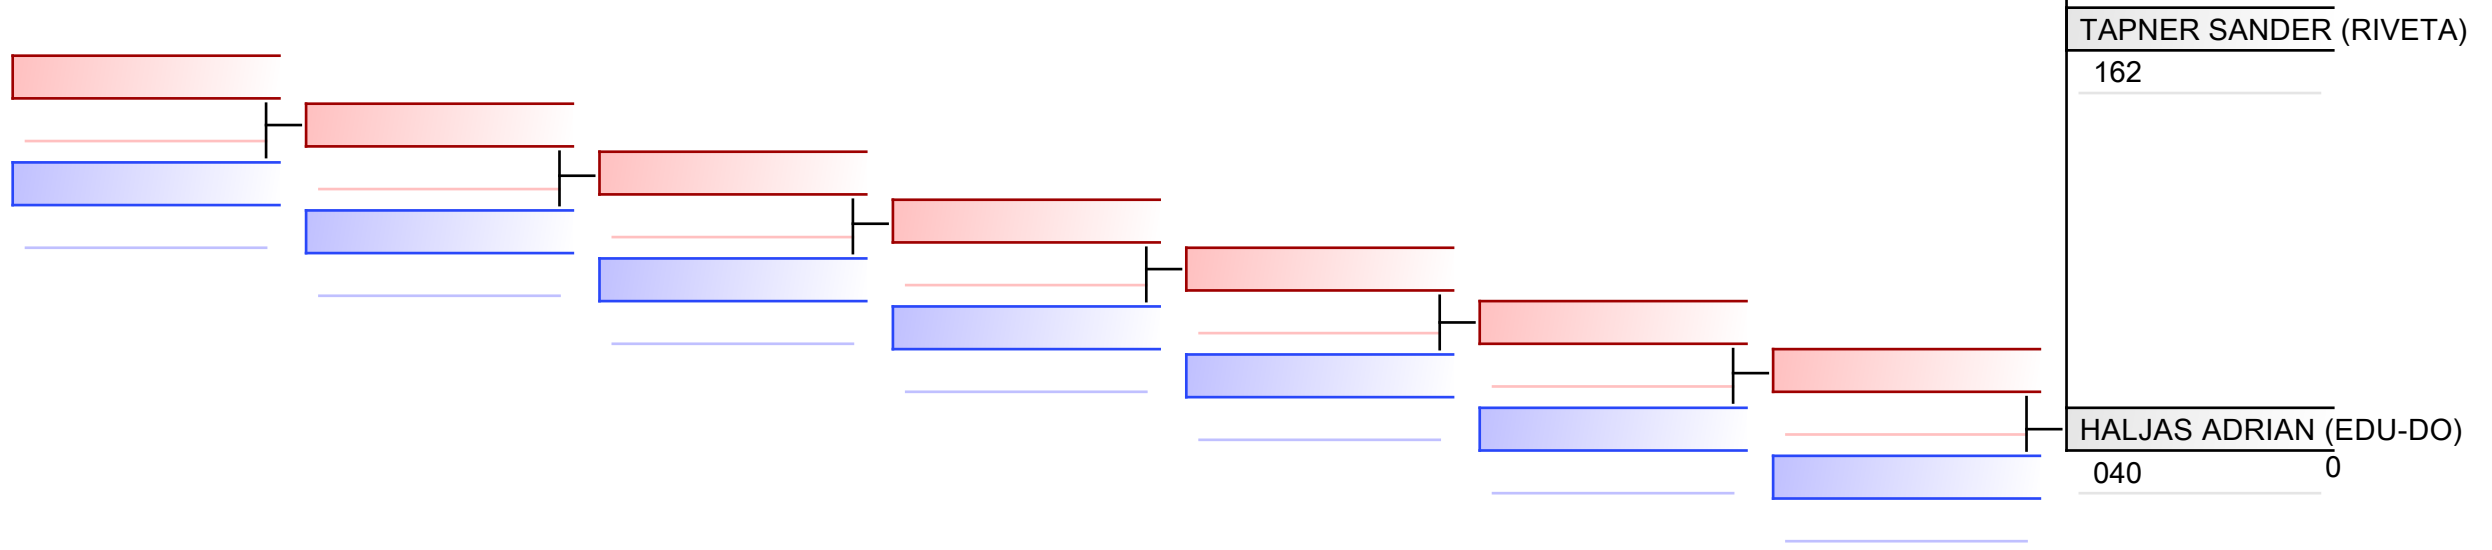 TAPNER SANDER (RIVETA)
162
HALJAS ADRIAN (EDU-DO)
040 0